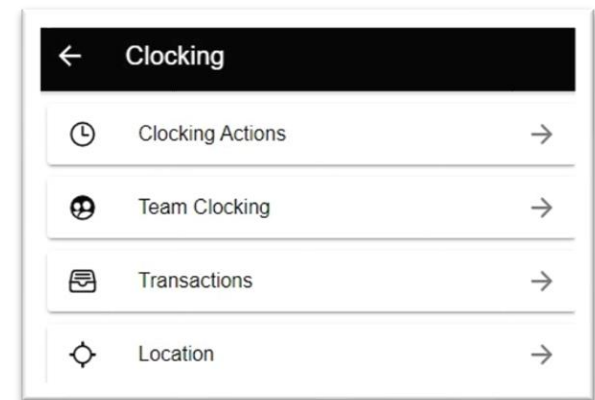 Clocking
Clocking Actions
Team Clocking
Transactions
Location